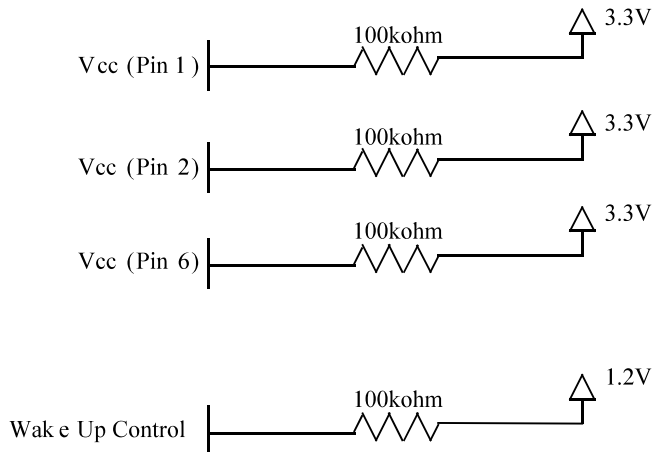 3.3V
100kohm
Vcc (Pin 1)
3.3V
100kohm
Vcc (Pin 2)
3.3V
100kohm
Vcc (Pin 6)
1.2V
100kohm
Wake Up Control